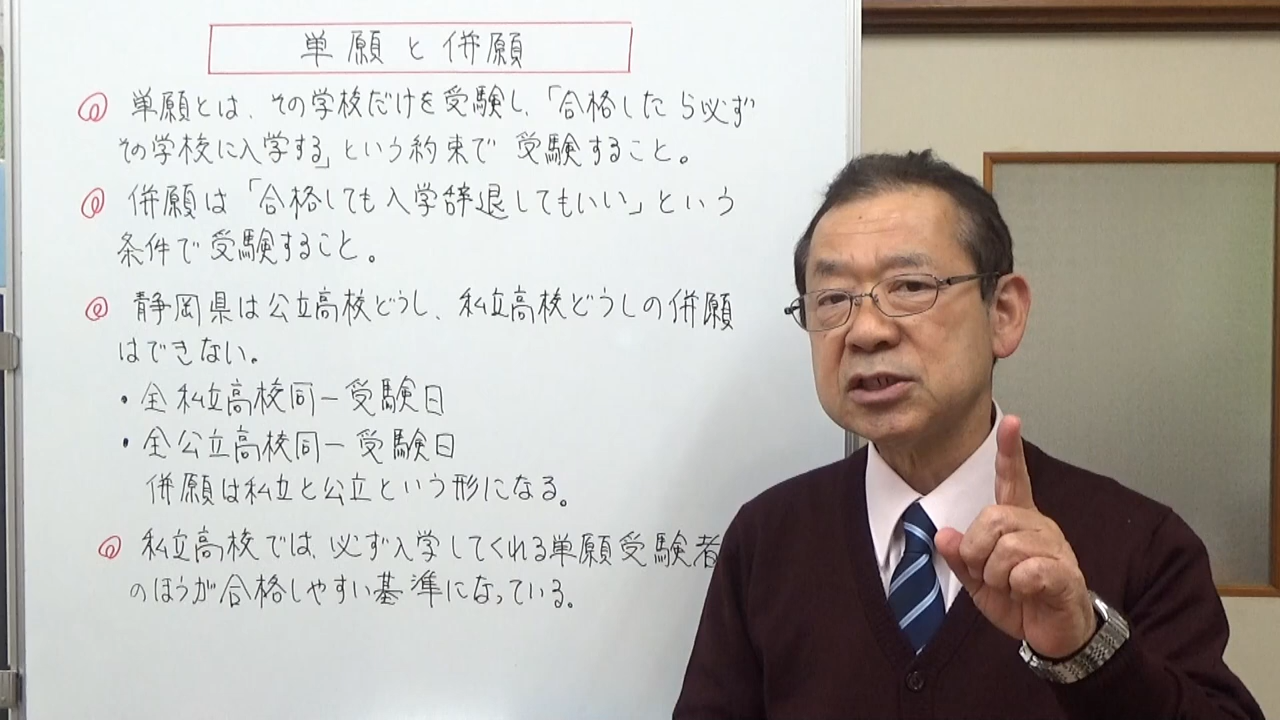 単願と併願
◎ 単願とは、その学校だけを受験し、「合格したら必ず
その学校に入学する」という約束で受験すること。
◎ 併願は「合格しても入学辞退してもいい」という
条件で受験すること。
◎ 静岡県は公立高校どうし、私立高校どうしの併願
はできない。
・全私立高校同一受験日
・全公立高校同一受験日
併願は私立と公立という形になる。
◎ 私立高校では、必ず入学してくれる単願受験者
のほうが合格しやすい基準になっている。